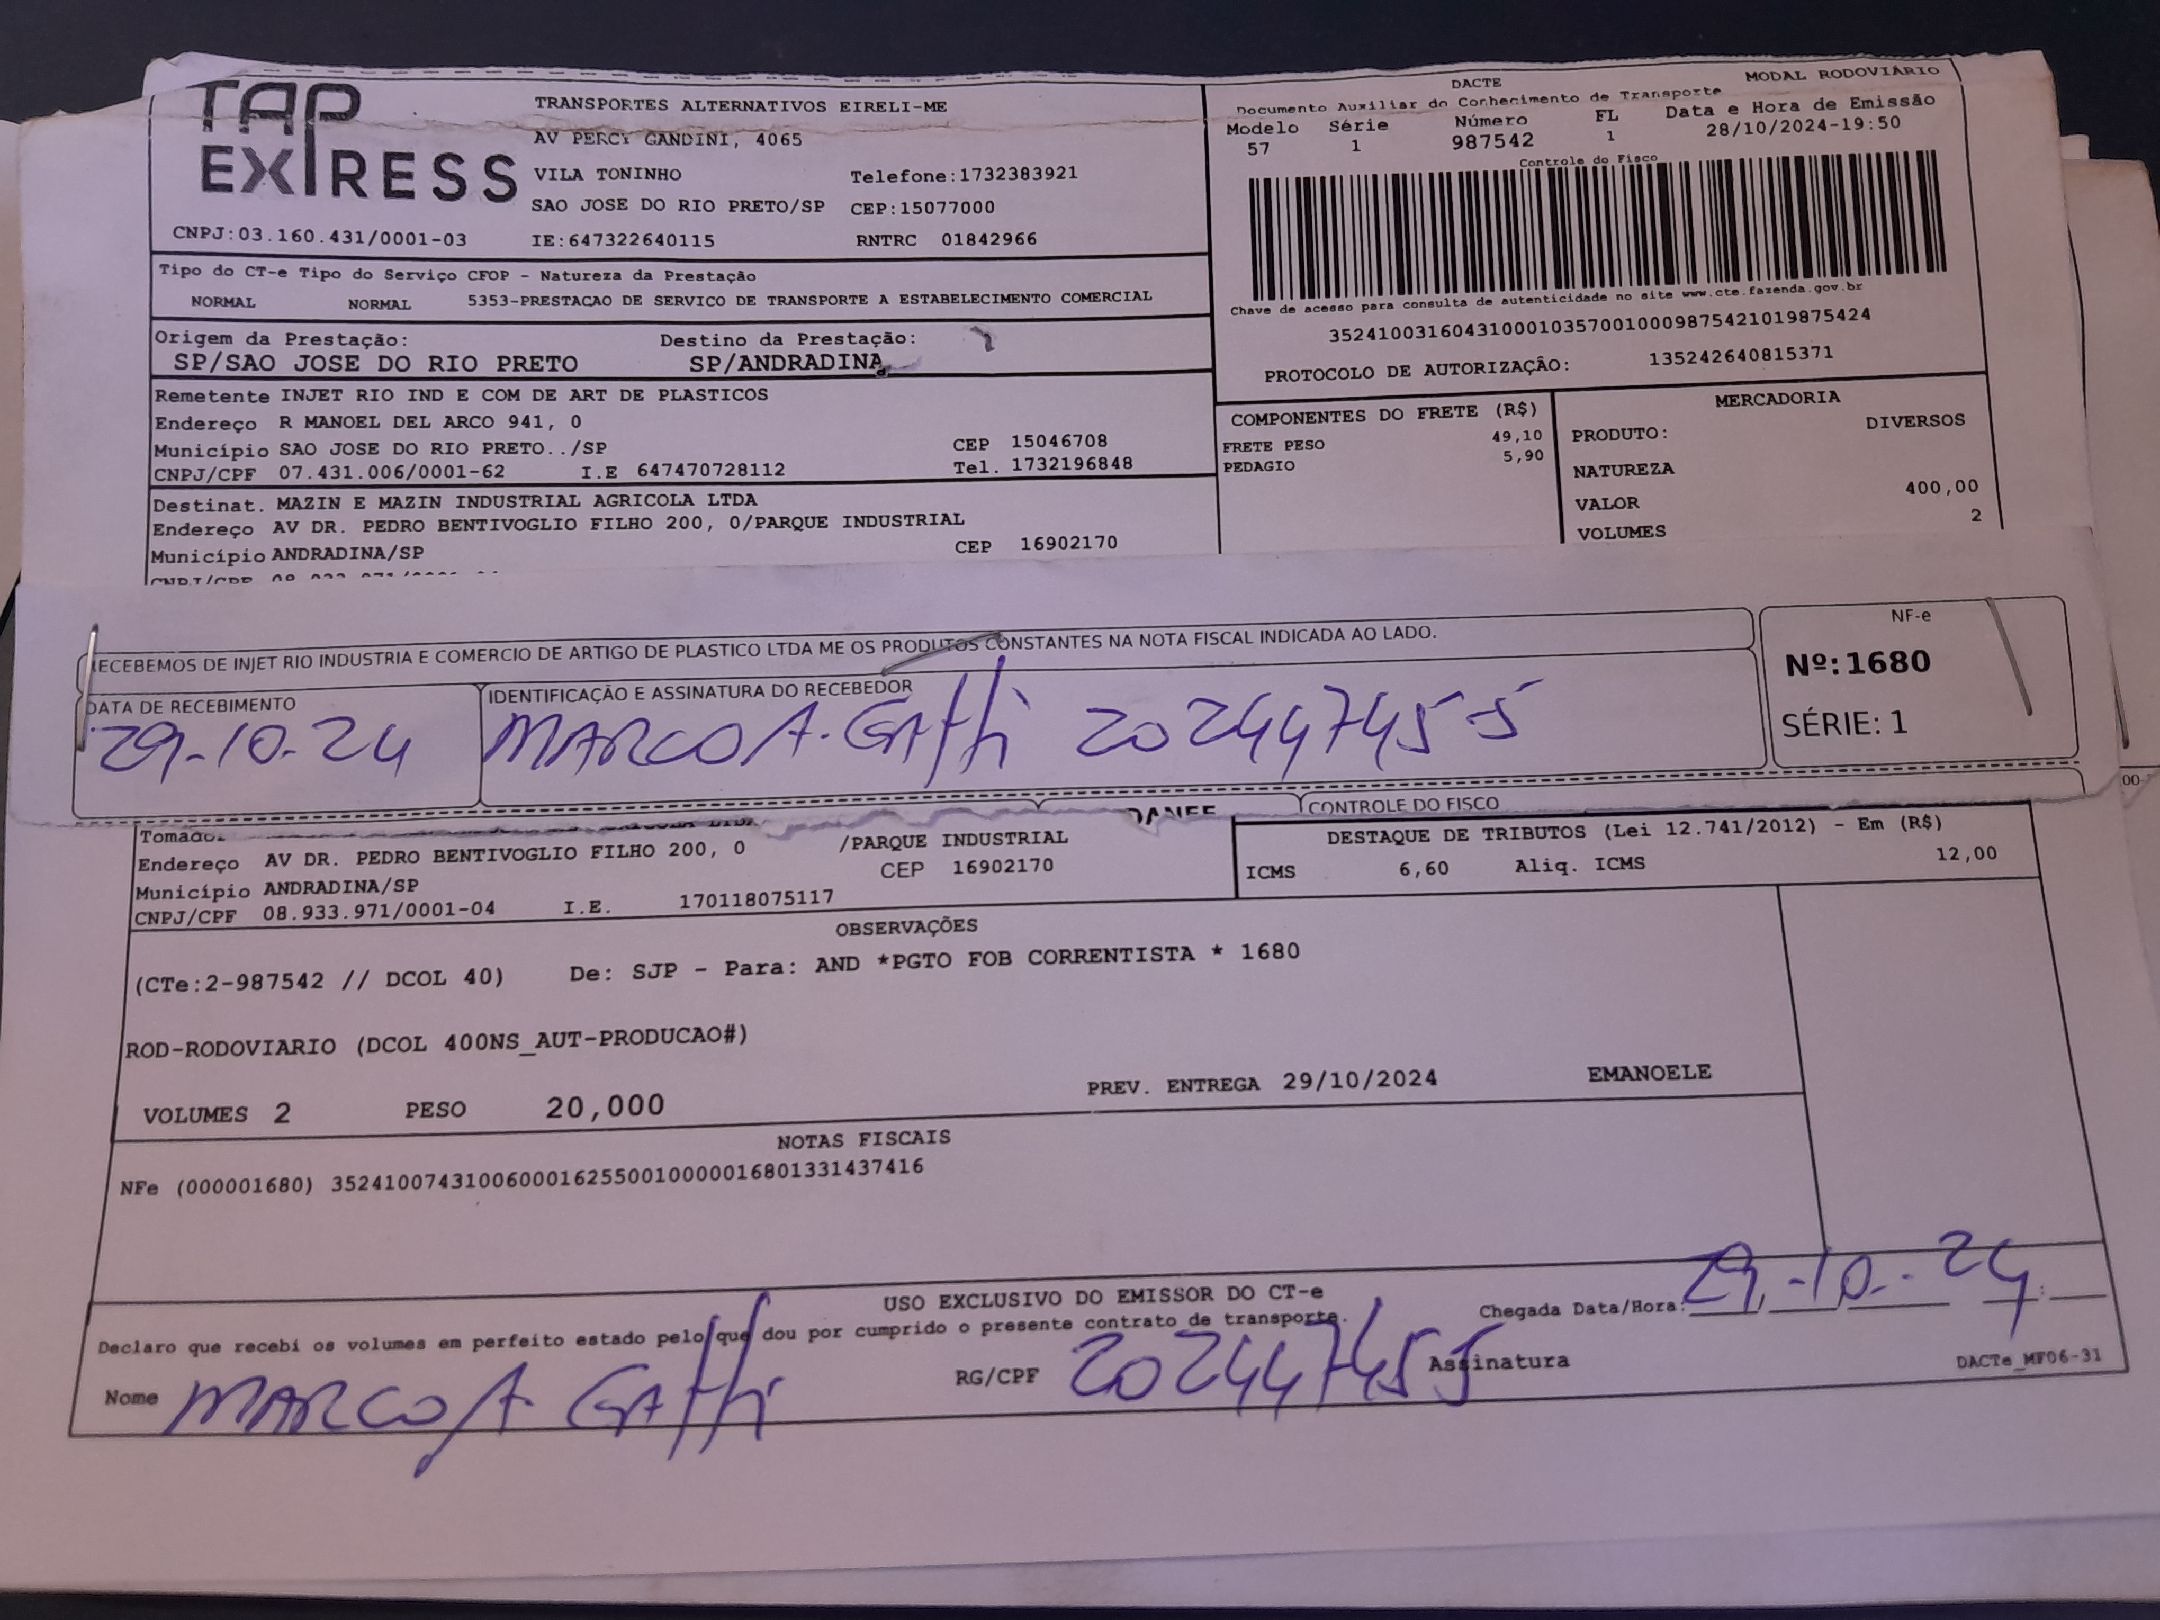 TAP EXPRESS
TRANSPORTES ALTERNATIVOS EIRELI-ME
AV PERCY GANDINI, 4065
VILA TONINHO Telefone:1732383921
SAO JOSE DO RIO PRETO/SP CEP:15077000
CNPJ:03.160.431/0001-03 IE:647322640115 RNTRC 01842966
DACTE MODAL RODOVIÁRIO
Documento Auxiliar do Conhecimento de Transporte
Modelo Série Número FL Data e Hora de Emissão
57 1 987542 1 28/10/2024-19:50
Controle do Fisco
Chave de acesso para consulta de autenticidade no site www.cte.fazenda.gov.br
35241003160431000103570010009875421019875424
PROTOCOLO DE AUTORIZAÇÂO: 135242640815371
Tipo do CT-e Tipo do Serviço CFOP - Natureza da Prestação
NORMAL NORMAL 5353-PRESTAÇAO DE SERVICO DE TRANSPORTE A ESTABELECIMENTO COMERCIAL
Origem da Prestação: Destino da Prestação:
SP/SAO JOSE DO RIO PRETO SP/ANDRADINA
Remetente INJET RIO IND E COM DE ART DE PLASTICOS
Endereço R MANOEL DEL ARCO 941, 0
Município SAO JOSE DO RIO PRETO../SP CEP 15046708
CNPJ/CPF 07.431.006/0001-62 I.E 647470728112 Tel. 1732196848
Destinat. MAZIN E MAZIN INDUSTRIAL AGRICOLA LTDA
Endereço AV DR. PEDRO BENTIVOGLIO FILHO 200, 0/PARQUE INDUSTRIAL
Município ANDRADINA/SP CEP 16902170
COMPONENTES DO FRETE (R$)
FRETE PESO 49,10
PEDAGIO 5,90
MERCADORIA
PRODUTO: DIVERSOS
NATUREZA
VALOR 400,00
VOLUMES 2
RECEBEMOS DE INJET RIO INDUSTRIA E COMERCIO DE ARTIGO DE PLASTICO LTDA ME OS PRODUTOS CONSTANTES NA NOTA FISCAL INDICADA AO LADO.
DATA DE RECEBIMENTO IDENTIFICAÇÃO E ASSINATURA DO RECEBEDOR
29-10-24 MARCO A. GAtti 202447455
NF-e
Nº:1680
SÉRIE: 1
DANFE CONTROLE DO FISCO
Tomador
Endereço AV DR. PEDRO BENTIVOGLIO FILHO 200, 0 /PARQUE INDUSTRIAL
Município ANDRADINA/SP CEP 16902170
CNPJ/CPF 08.933.971/0001-04 I.E. 170118075117
DESTAQUE DE TRIBUTOS (Lei 12.741/2012) - Em (R$)
ICMS 6,60 Aliq. ICMS 12,00
OBSERVAÇÕES
(CTe:2-987542 // DCOL 40) De: SJP - Para: AND *PGTO FOB CORRENTISTA * 1680
ROD-RODOVIARIO (DCOL 400NS_AUT-PRODUCAO#)
VOLUMES 2 PESO 20,000 PREV. ENTREGA 29/10/2024 EMANOELE
NOTAS FISCAIS
NFe (000001680) 35241007431006000162550010000016801331437416
USO EXCLUSIVO DO EMISSOR DO CT-e
Declaro que recebi os volumes em perfeito estado pelo que dou por cumprido o presente contrato de transporte.
Chegada Data/Hora: 29-10-24
Nome MARCO A. GAtti RG/CPF 202447455 Assinatura
DACTe_MF06-31